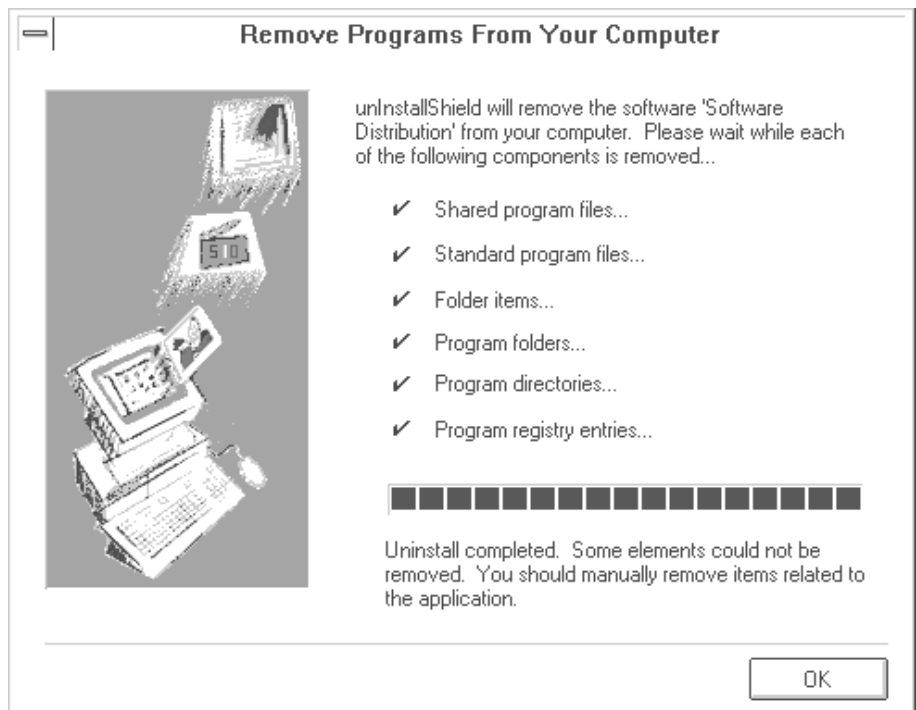 Remove Programs From Your Computer
unInstallShield will remove the software 'Software
Distribution' from your computer.  Please wait while each
of the following components is removed...
✔ Shared program files...
✔ Standard program files...
✔ Folder items...
✔ Program folders...
✔ Program directories...
✔ Program registry entries...
Uninstall completed.  Some elements could not be
removed.  You should manually remove items related to
the application.
OK